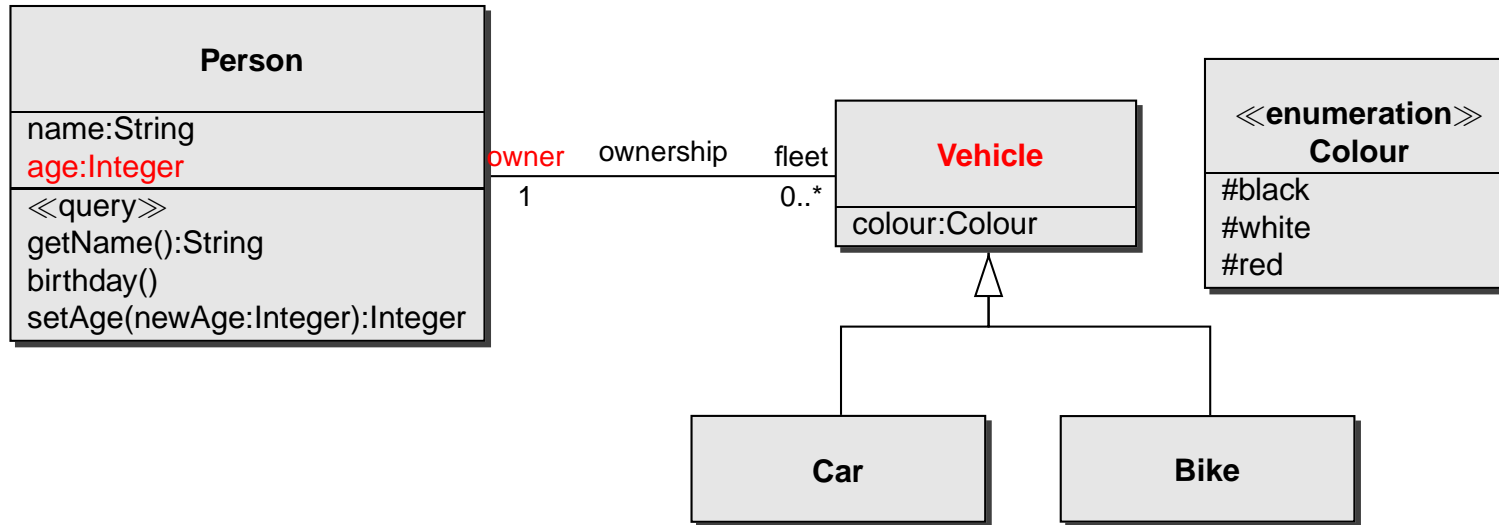 Person
name:String
age:Integer
≪query≫
getName():String
birthday()
setAge(newAge:Integer):Integer
owner
ownership
fleet
1
0..*
Vehicle
colour:Colour
≪enumeration≫
Colour
#black
#white
#red
Car
Bike